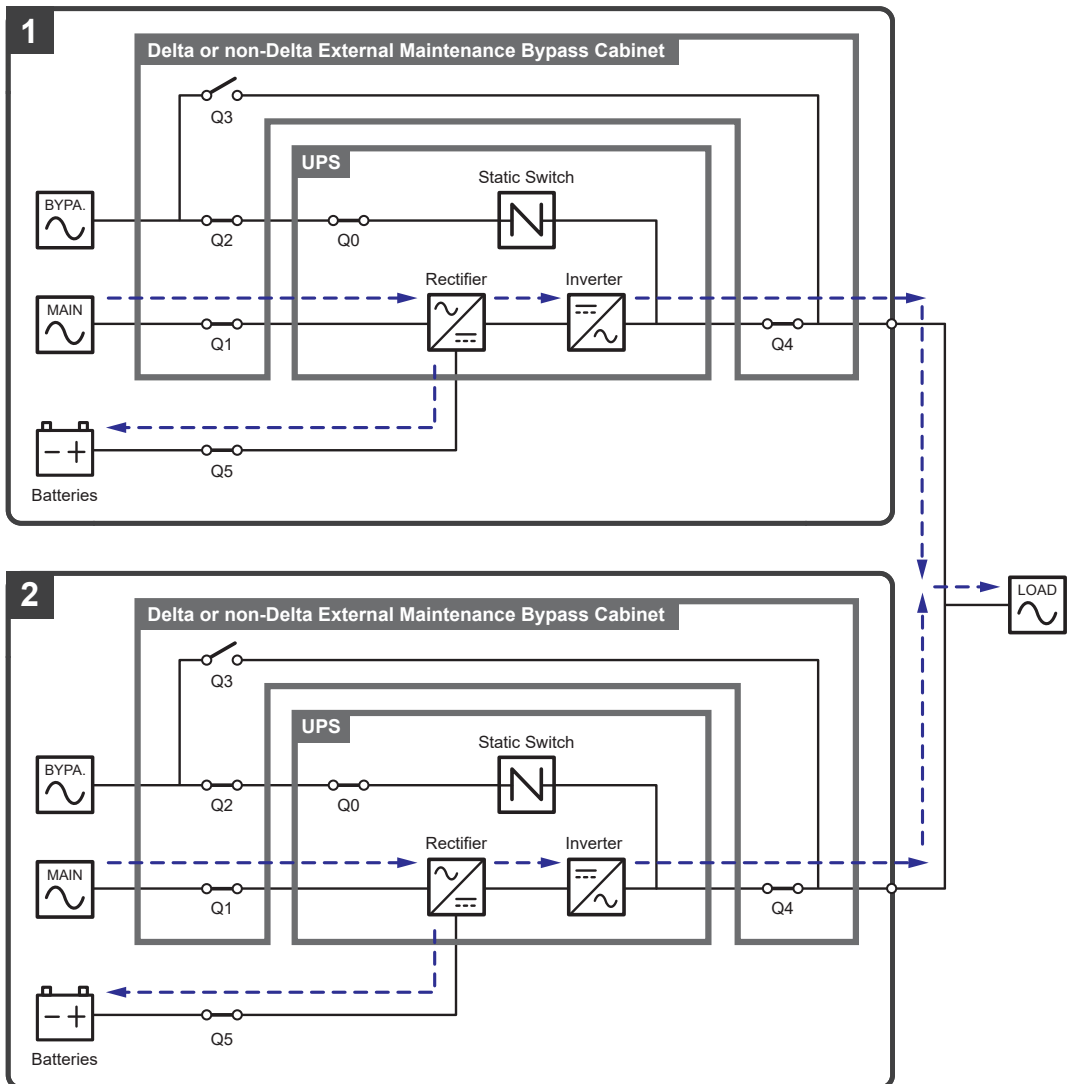 1
Delta or non-Delta External Maintenance Bypass Cabinet
Q3
UPS
Static Switch
BYPA.
Q2
Q0
Rectifier
Inverter
MAIN
Q1
Q4
Q5
Batteries
LOAD
2
Delta or non-Delta External Maintenance Bypass Cabinet
Q3
UPS
Static Switch
BYPA.
Q2
Q0
Rectifier
Inverter
MAIN
Q1
Q4
Q5
Batteries